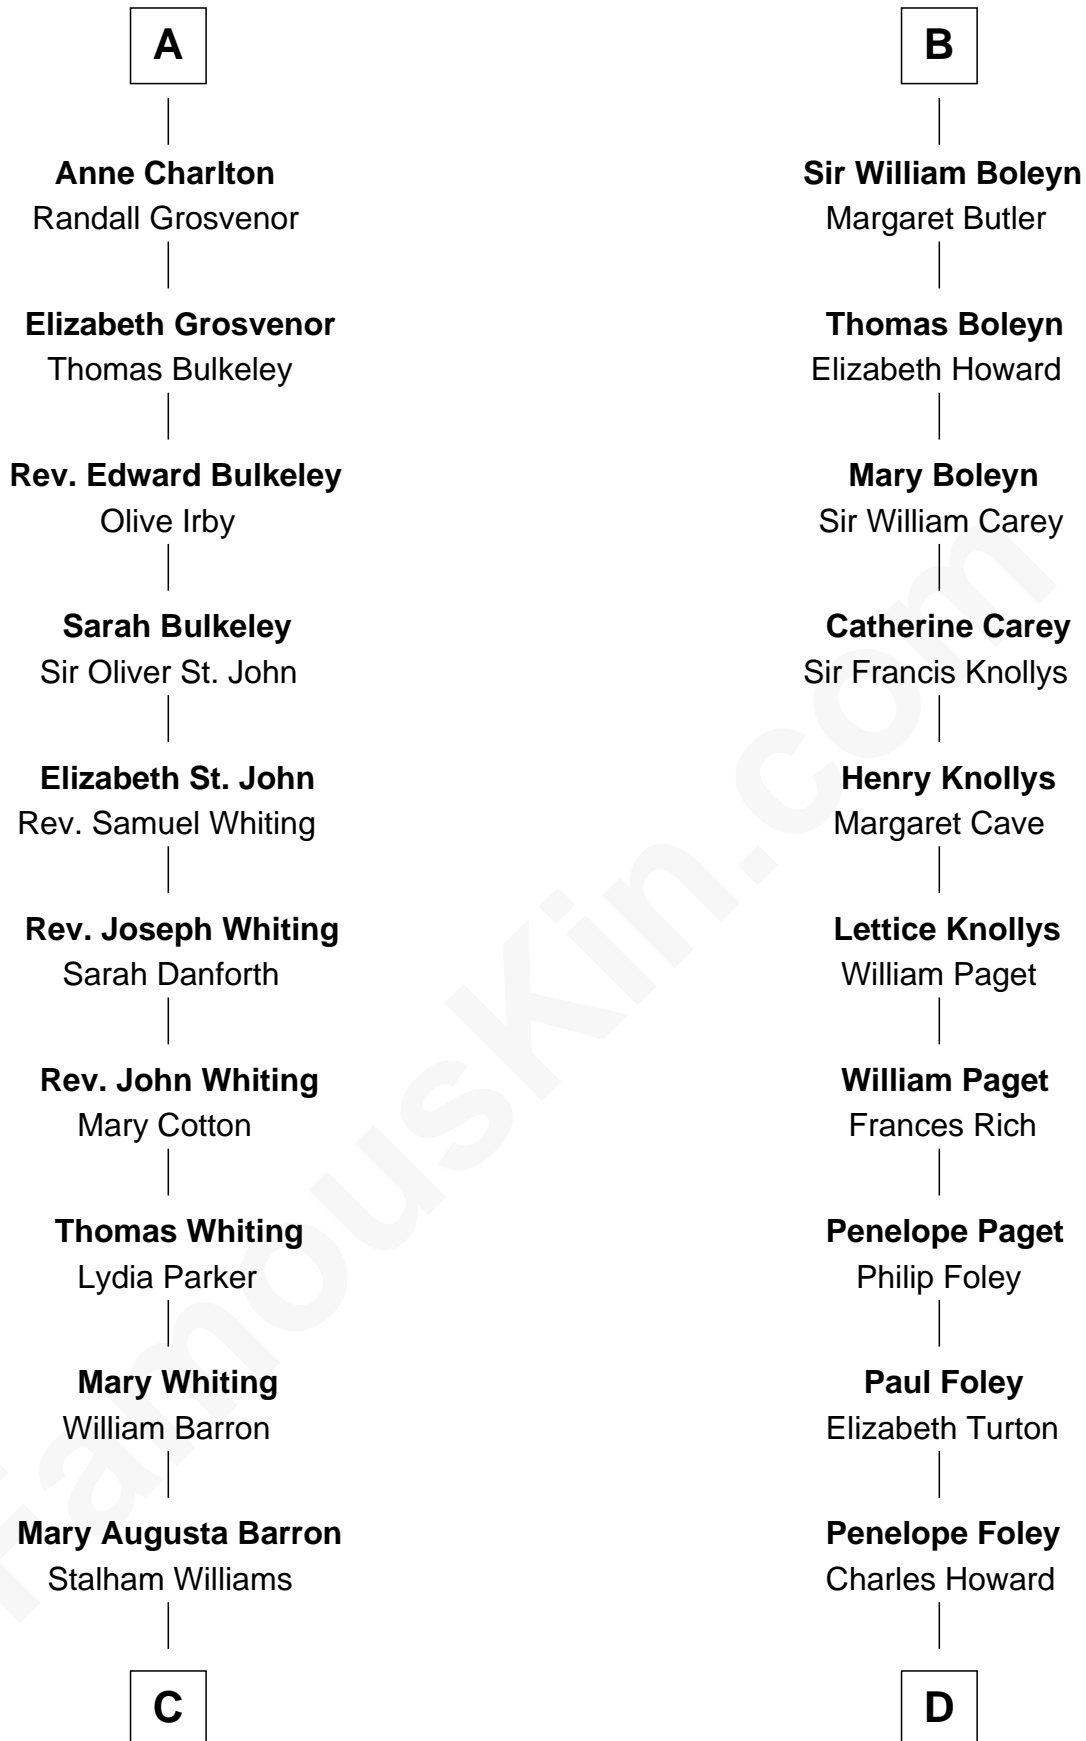 A
Anne Charlton
Randall Grosvenor
Elizabeth Grosvenor
Thomas Bulkeley
Rev. Edward Bulkeley
Olive Irby
Sarah Bulkeley
Sir Oliver St. John
Elizabeth St. John
Rev. Samuel Whiting
Rev. Joseph Whiting
Sarah Danforth
Rev. John Whiting
Mary Cotton
Thomas Whiting
Lydia Parker
Mary Whiting
William Barron
Mary Augusta Barron
Stalham Williams
C
B
Sir William Boleyn
Margaret Butler
Thomas Boleyn
Elizabeth Howard
Mary Boleyn
Sir William Carey
Catherine Carey
Sir Francis Knollys
Henry Knollys
Margaret Cave
Lettice Knollys
William Paget
William Paget
Frances Rich
Penelope Paget
Philip Foley
Paul Foley
Elizabeth Turton
Penelope Foley
Charles Howard
D
FamousKin.com